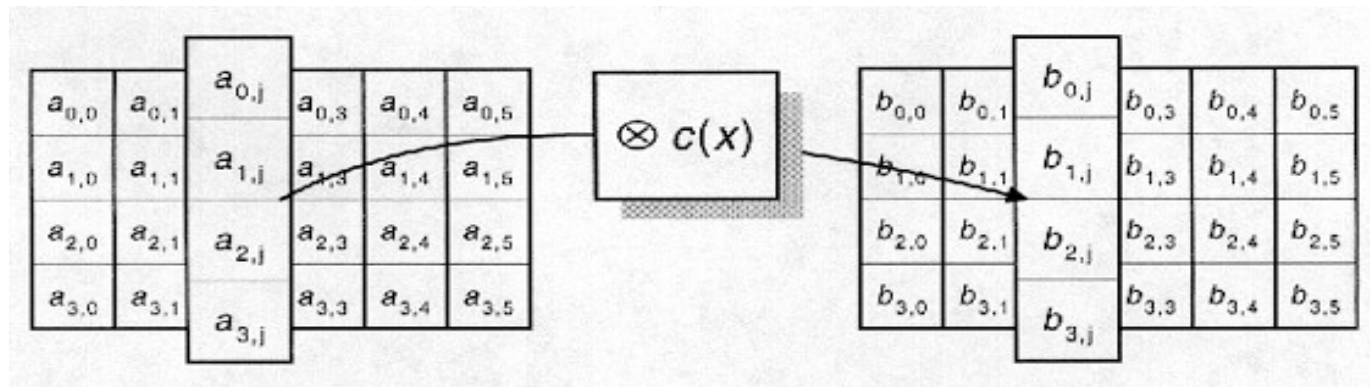 a0,0 a0,1 a0,j a0,3 a0,4 a0,5
a1,0 a1,1 a1,j a1,3 a1,4 a1,5
a2,0 a2,1 a2,j a2,3 a2,4 a2,5
a3,0 a3,1 a3,j a3,3 a3,4 a3,5
⊗ c(x)
b0,0 b0,1 b0,j b0,3 b0,4 b0,5
b1,0 b1,1 b1,j b1,3 b1,4 b1,5
b2,0 b2,1 b2,j b2,3 b2,4 b2,5
b3,0 b3,1 b3,j b3,3 b3,4 b3,5